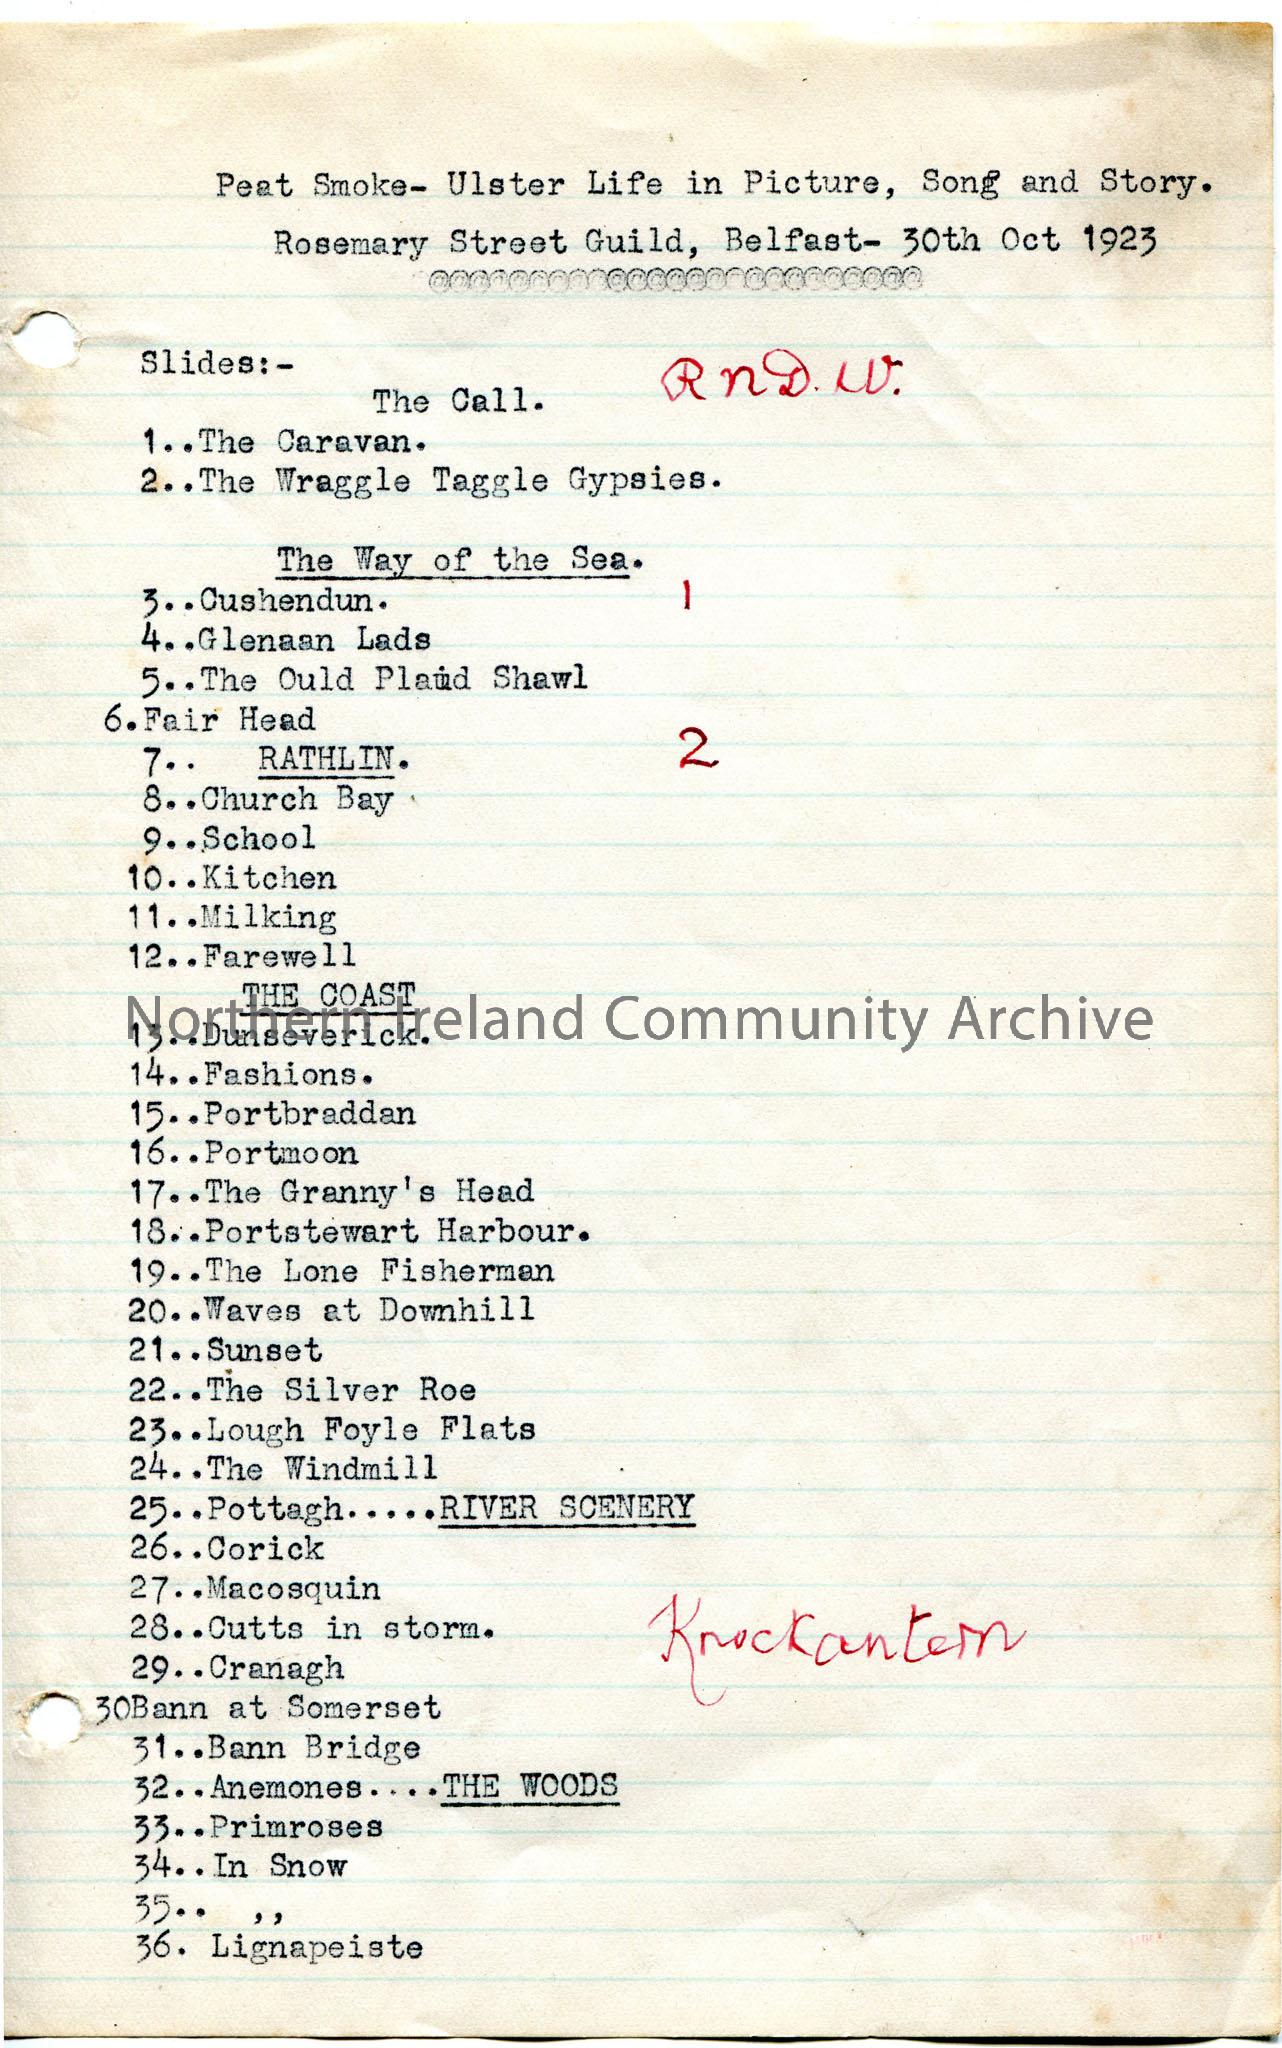 Peat Smoke- Ulster Life in Picture, Song and Story.
Rosemary Street Guild, Belfast- 30th Oct 1923
@@@@@@@@@@@@@@@@@@@@@@@@@
Slides:-
R N D. W.
The Call.
1..The Caravan.
2..The Wraggle Taggle Gypsies.
The Way of the Sea.
3..Cushendun. 1
4..Glenaan Lads
5..The Ould Plaid Shawl
6.Fair Head
7.. RATHLIN. 2
8..Church Bay
9..School
10..Kitchen
11..Milking
12..Farewell
THE COAST
Northern Ireland Community Archive
13..Dunseverick.
14..Fashions.
15..Portbraddan
16..Portmoon
17..The Granny's Head
18..Portstewart Harbour.
19..The Lone Fisherman
20..Waves at Downhill
21..Sunset
22..The Silver Roe
23..Lough Foyle Flats
24..The Windmill
25..Pottagh.....RIVER SCENERY
26..Corick
27..Macosquin
28..Cutts in storm. Knockantern
29..Cranagh
30Bann at Somerset
31..Bann Bridge
32..Anemones....THE WOODS
33..Primroses
34..In Snow
35.. ,,
36. Lignapeiste